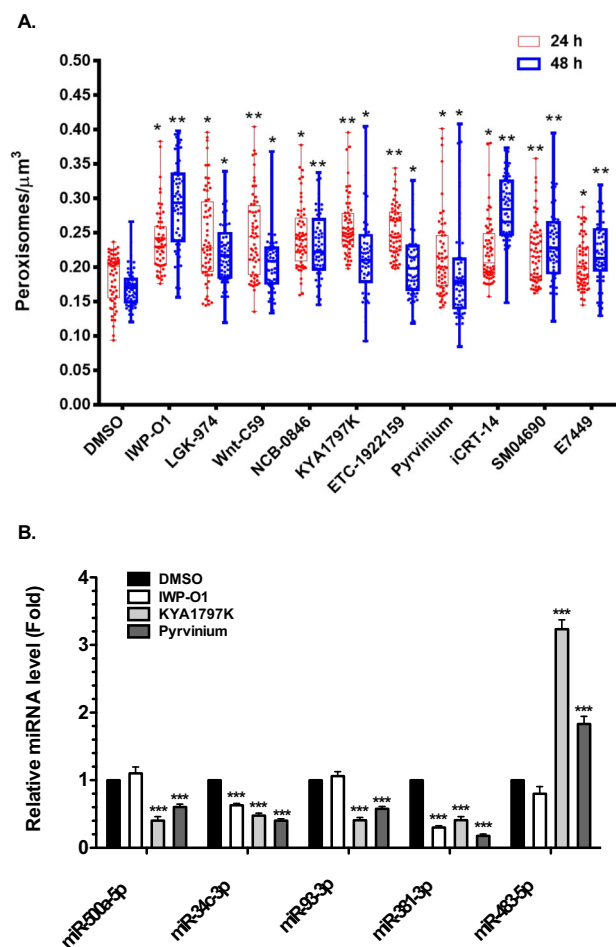 A.
24 h
48 h
Peroxisomes/μm³
0.50
0.45
0.40
0.35
0.30
0.25
0.20
0.15
0.10
0.05
0.00
* ** * * ** * * ** ** * ** * * * * ** ** ** * **
DMSO
IWP-O1
LGK-974
Wnt-C59
NCB-0846
KYA1797K
ETC-1922159
Pyrvinium
iCRT-14
SM04690
E7449
B.
DMSO
IWP-O1
KYA1797K
Pyrvinium
Relative miRNA level (Fold)
4
3
2
1
0
*** *** *** *** *** *** *** *** *** *** *** ***
miR-500a-5p
miR-34c-3p
miR-93-3p
miR-381-3p
miR-483-5p